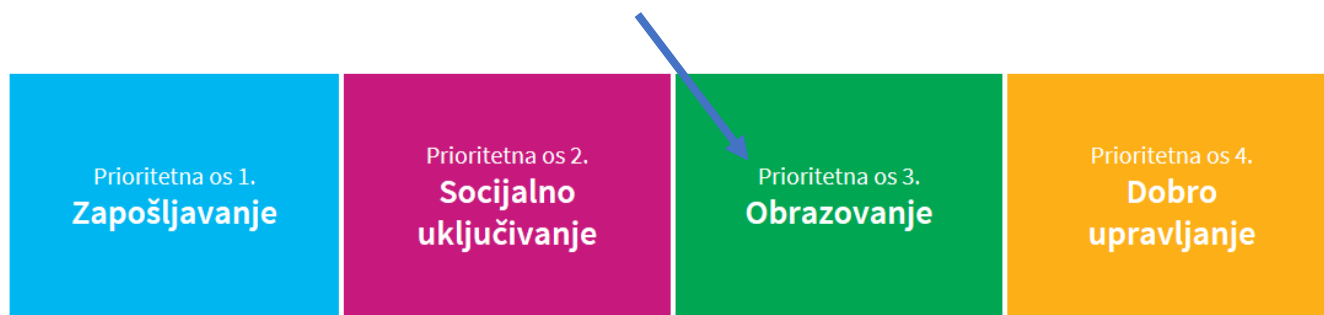 Prioritetna os 1.
Zapošljavanje
Prioritetna os 2.
Socijalno
uključivanje
Prioritetna os 3.
Obrazovanje
Prioritetna os 4.
Dobro
upravljanje